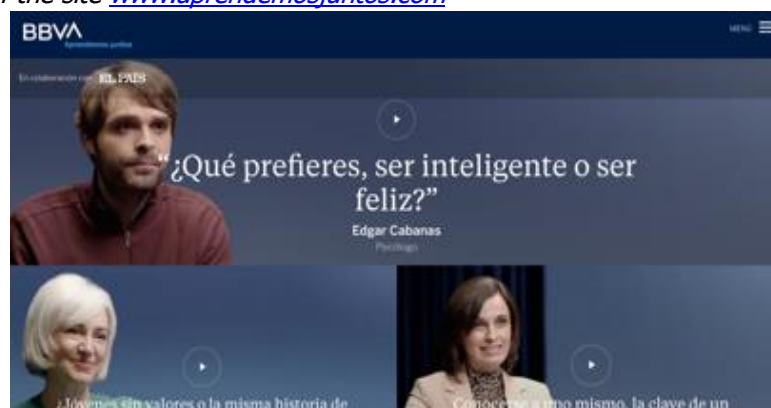 the site www.aprendemosjuntos.com
BBVA
Aprendemos juntos
MENÚ
En colaboración con EL PAÍS
“¿Qué prefieres, ser inteligente o ser
feliz?”
Edgar Cabanas
Psicólogo
¿Jóvenes sin valores o la misma historia de
Conocerse a uno mismo, la clave de un